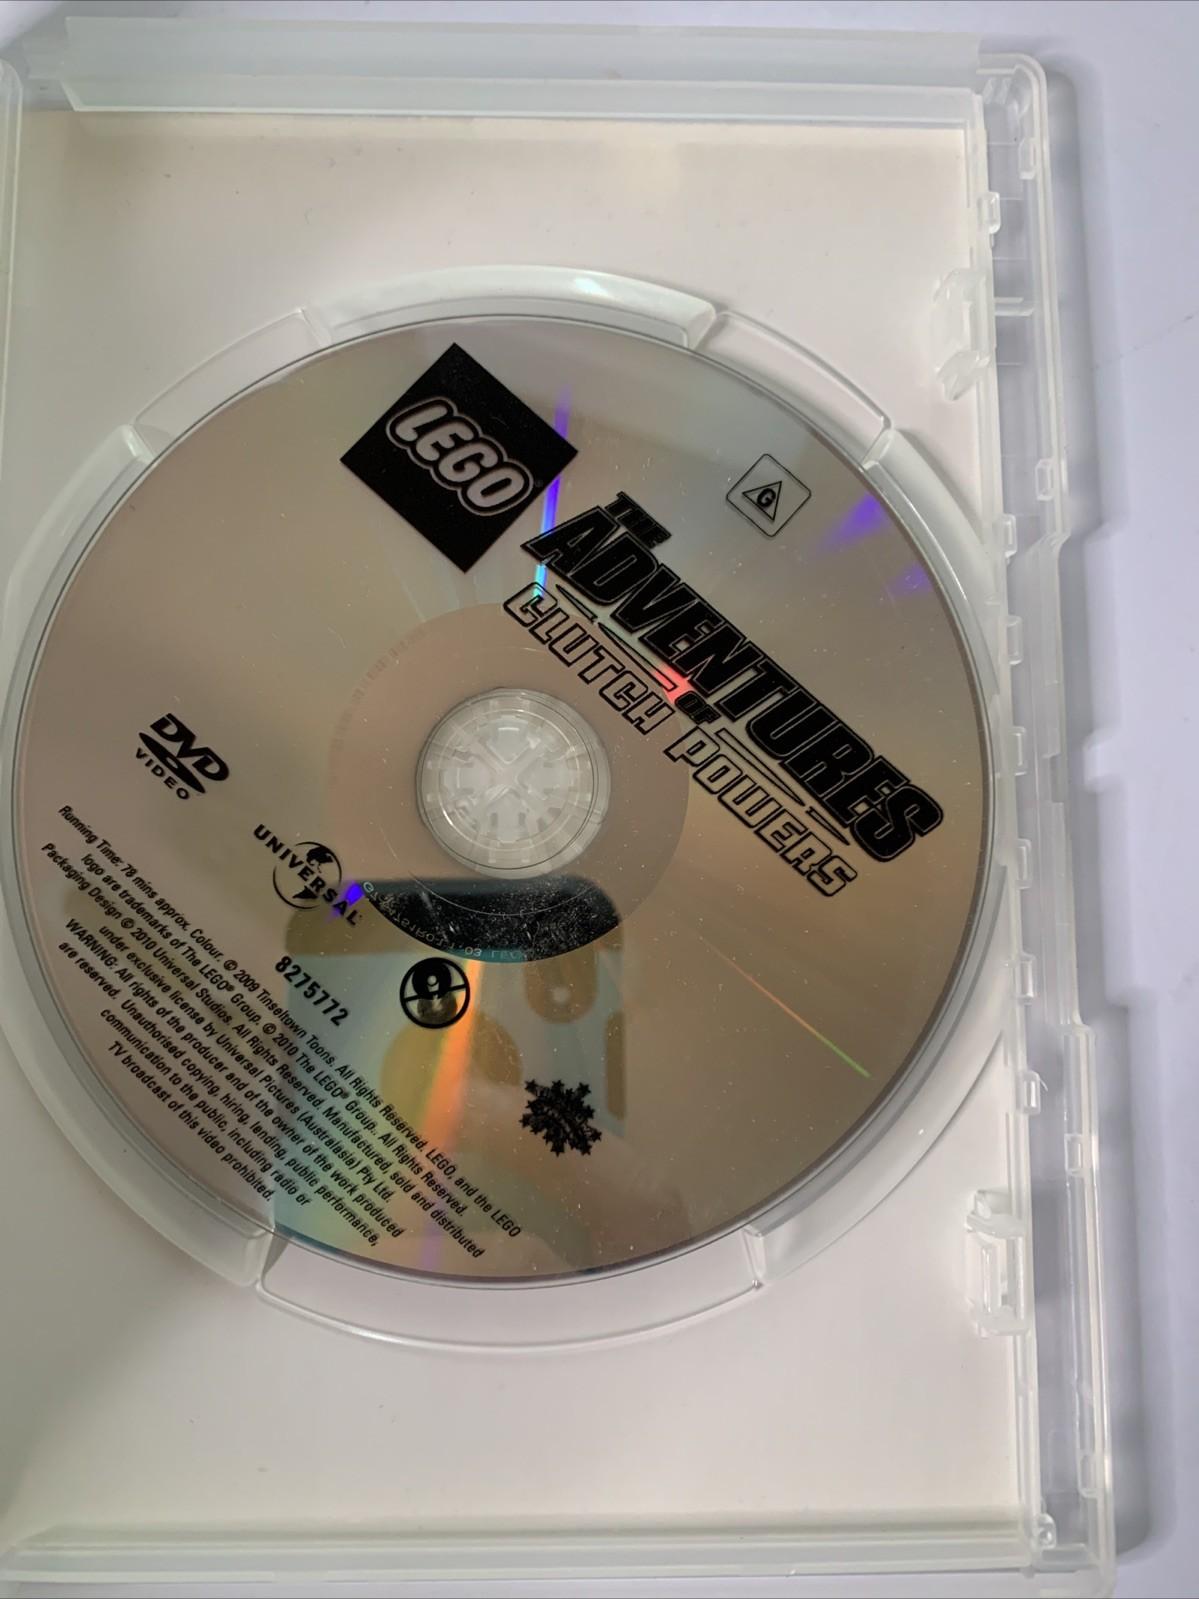 LEGO
G
THE
ADVENTURES
OF
CLUTCH POWERS
DVD
VIDEO
UNIVERSAL
8275772
Running Time: 78 mins approx. Colour. © 2009 Tinseltown Toons. All Rights Reserved. LEGO, and the LEGO
logo are trademarks of The LEGO® Group. © 2010 The LEGO® Group.. All Rights Reserved.
Packaging Design © 2010 Universal Studios. All Rights Reserved. Manufactured, sold and distributed
under exclusive license by Universal Pictures (Australasia) Pty Ltd.
WARNING: All rights of the producer and of the owner of the work produced
are reserved. Unauthorised copying, hiring, lending, public performance,
communication to the public, including radio or
TV broadcast of this video prohibited.